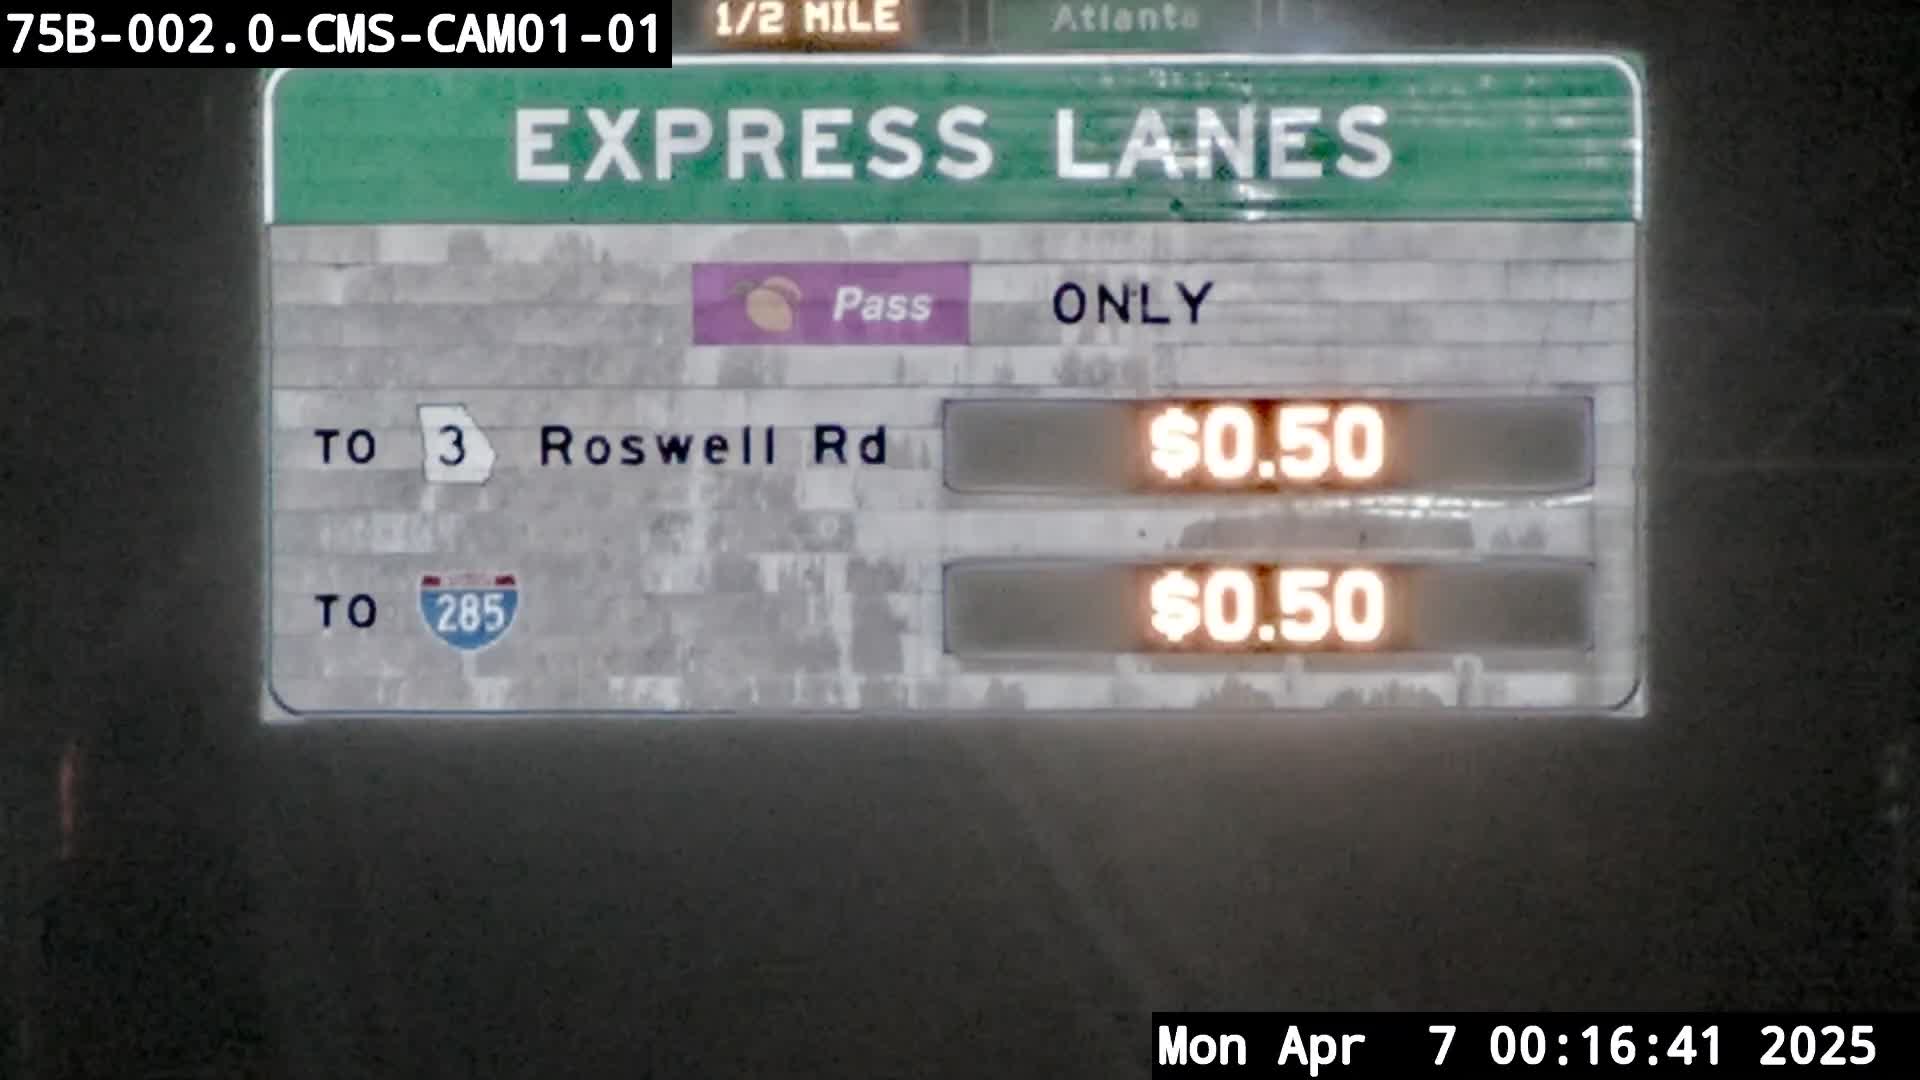 75B-002.0-CMS-CAM01-01
1/2 MILE
Atlanta
EXPRESS LANES
Pass ONLY
TO 3 Roswell Rd $0.50
TO 285 $0.50
Mon Apr 7 00:16:41 2025